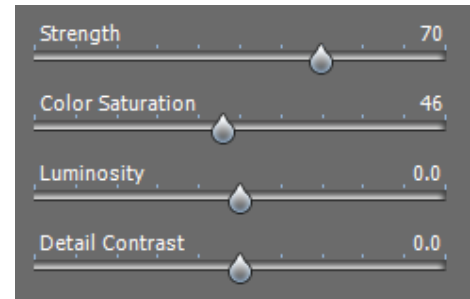 Strength 70
Color Saturation 46
Luminosity 0.0
Detail Contrast 0.0